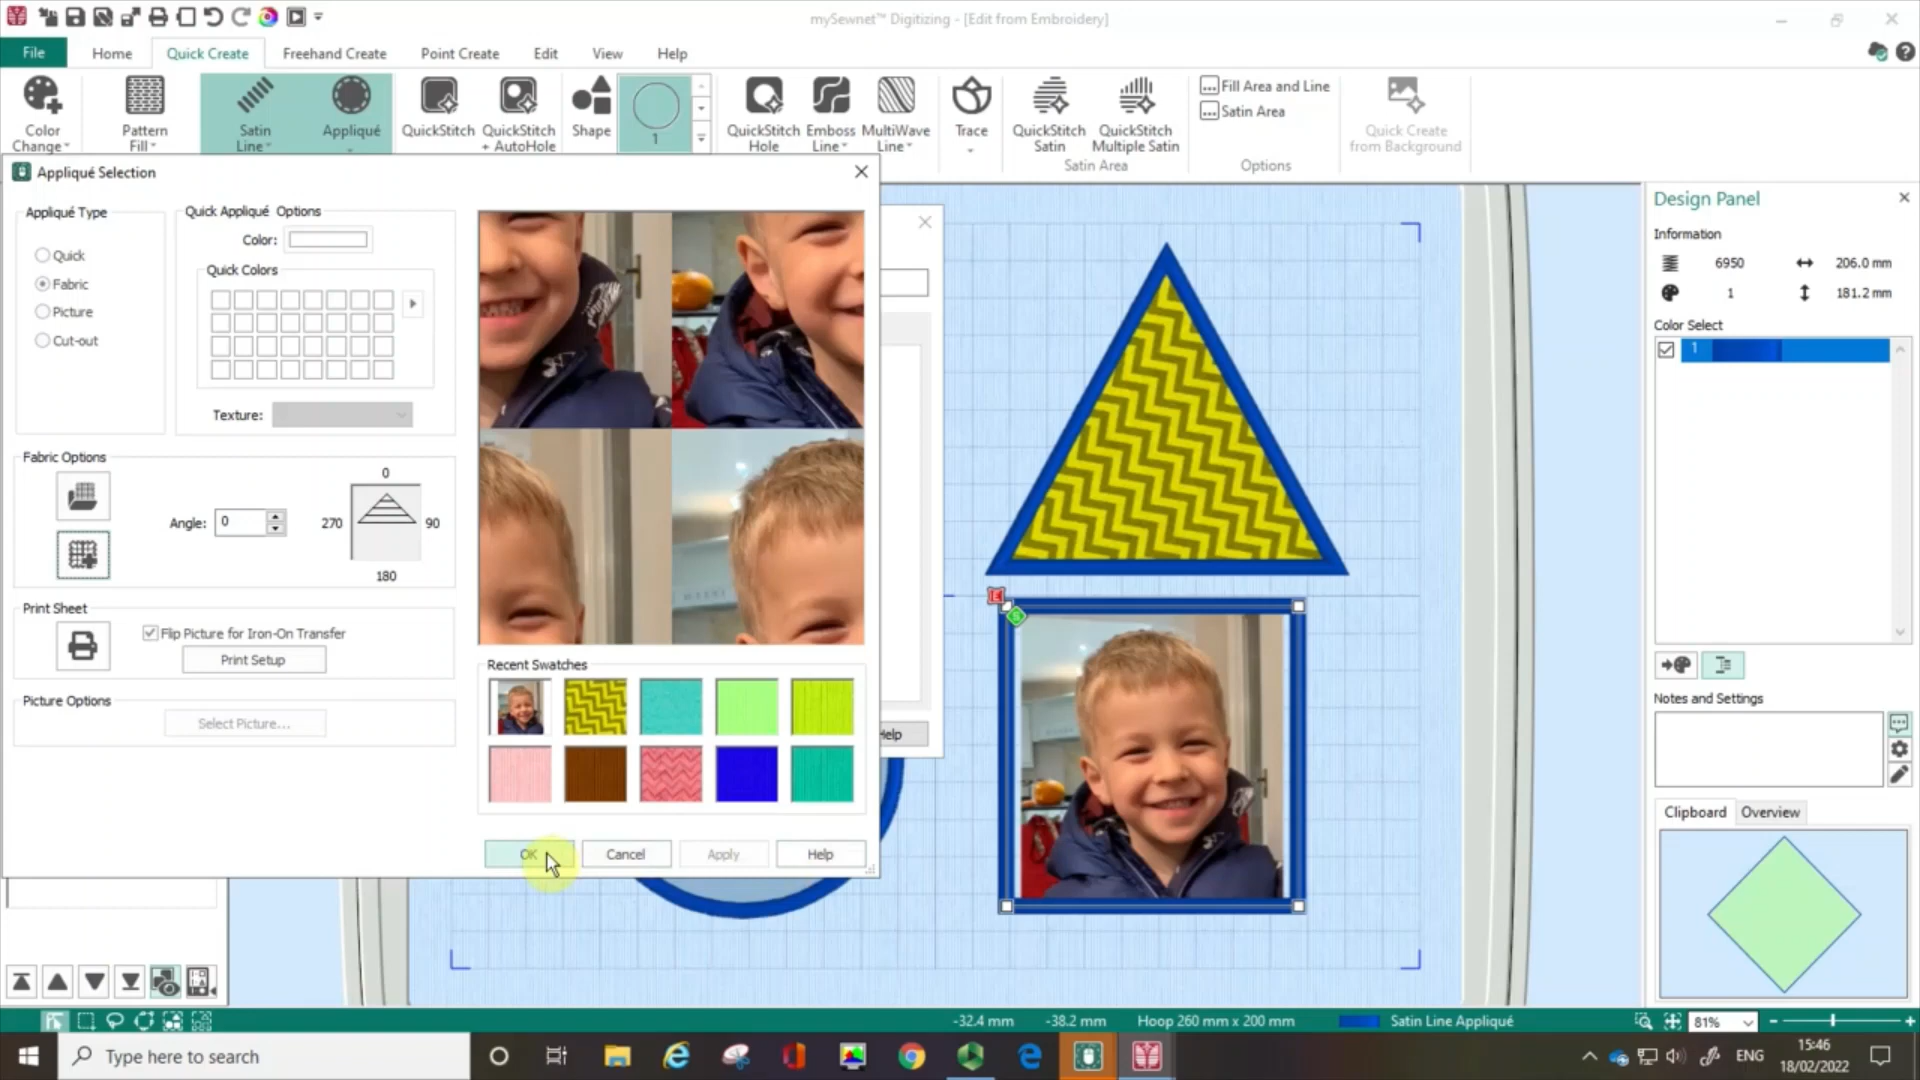 mySewnet™ Digitizing - [Edit from Embroidery]
File
Home
Quick Create
Freehand Create
Point Create
Edit
View
Help
Color
Change
Pattern
Fill
Satin
Line
Appliqué
QuickStitch
QuickStitch
+ AutoHole
Shape
1
QuickStitch
Hole
Emboss
Line
MultiWave
Line
Trace
QuickStitch
Satin
QuickStitch
Multiple Satin
Satin Area
Fill Area and Line
Satin Area
Options
Quick Create
from Background
Appliqué Selection
Appliqué Type
Quick
Fabric
Picture
Cut-out
Quick Appliqué Options
Color:
Quick Colors
Texture:
Fabric Options
Angle: 0
0
270
90
180
Print Sheet
Flip Picture for Iron-On Transfer
Print Setup
Picture Options
Select Picture...
Recent Swatches
OK
Cancel
Apply
Help
Help
E
S
Design Panel
Information
6950
206.0 mm
1
181.2 mm
Color Select
1
Notes and Settings
Clipboard
Overview
-32.4 mm
-38.2 mm
Hoop 260 mm x 200 mm
Satin Line Appliqué
81%
Type here to search
ENG
15:46
18/02/2022